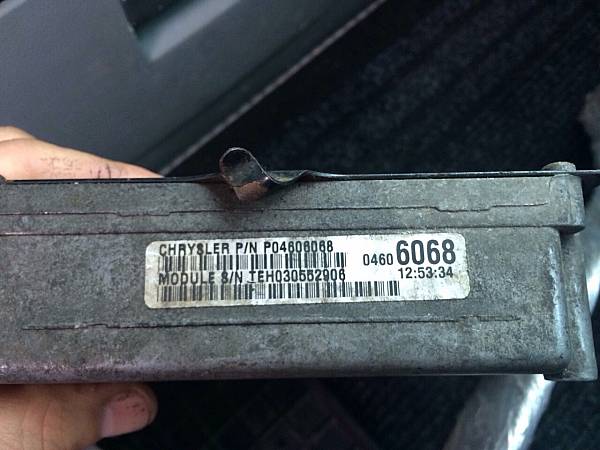 CHRYSLER P/N P04606068
0460 6068
MODULE S/N TEH030552906
12:53:34